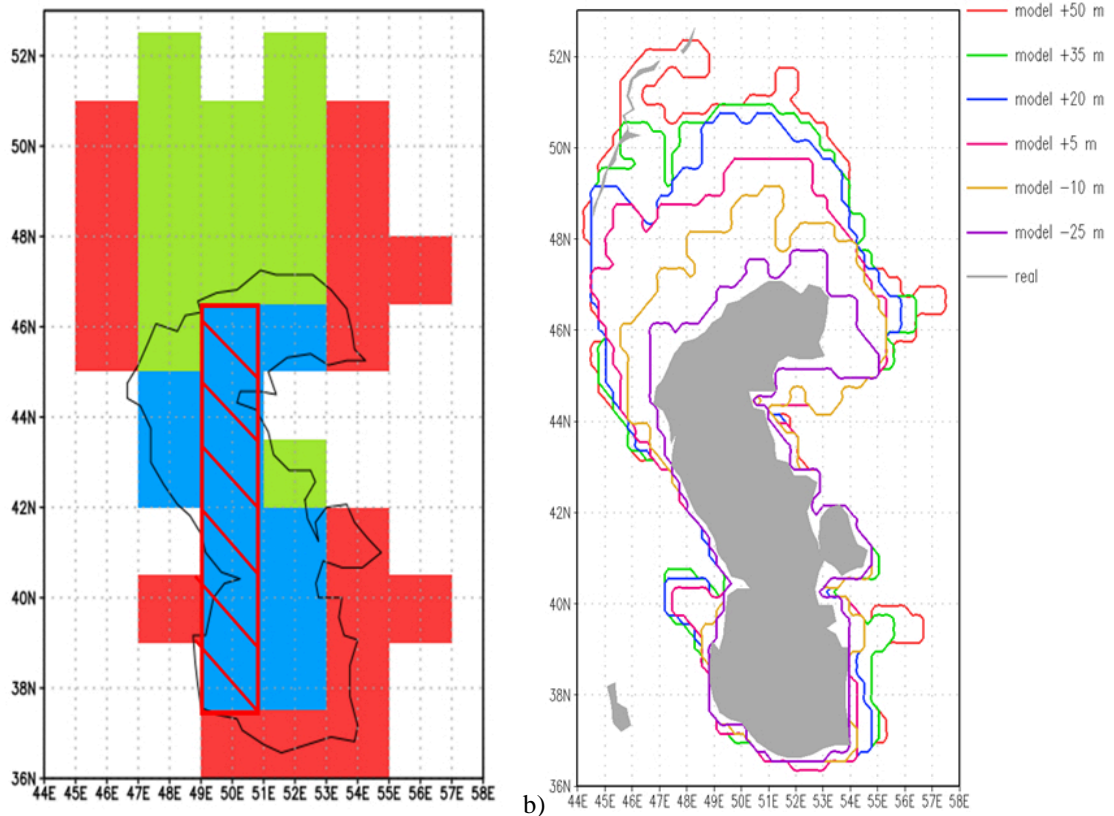 52N
50N
48N
46N
44N
42N
40N
38N
36N
44E 45E 46E 47E 48E 49E 50E 51E 52E 53E 54E 55E 56E 57E 58E
b)
52N
50N
48N
46N
44N
42N
40N
38N
36N
44E 45E 46E 47E 48E 49E 50E 51E 52E 53E 54E 55E 56E 57E 58E
model +50 m
model +35 m
model +20 m
model +5 m
model −10 m
model −25 m
real